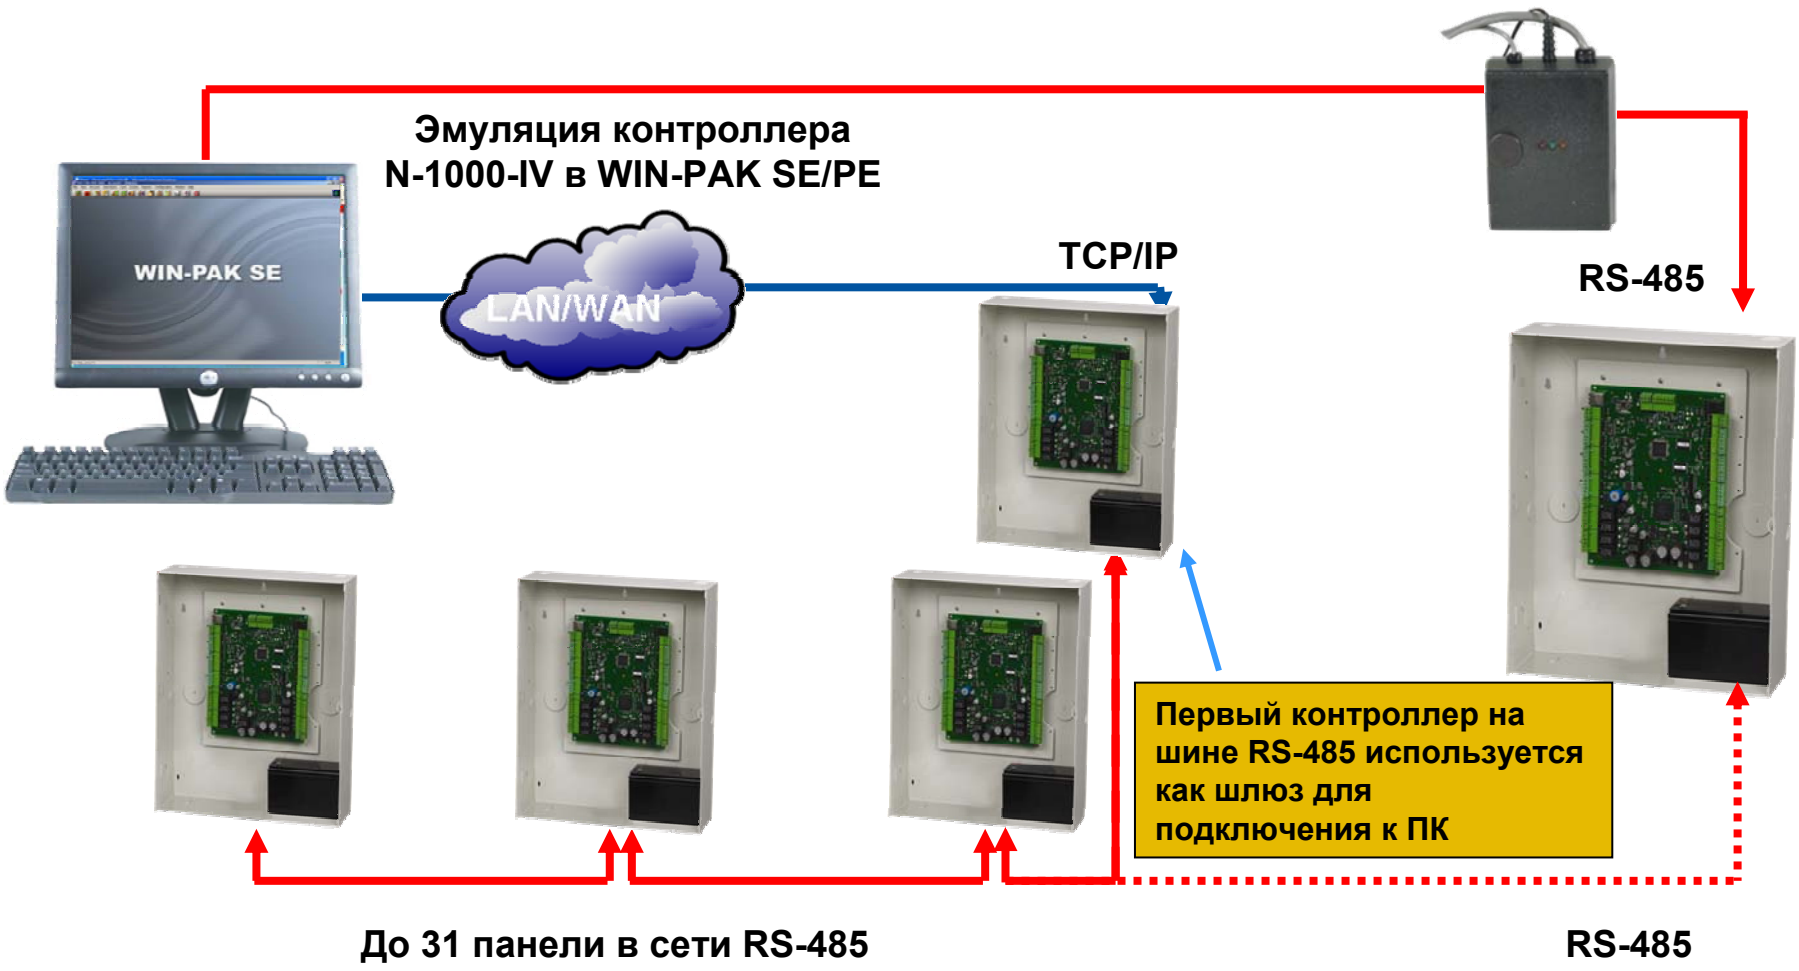 Эмуляция контроллера
N-1000-IV в WIN-PAK SE/PE
WIN-PAK SE
LAN/WAN
TCP/IP
RS-485
Первый контроллер на
шине RS-485 используется
как шлюз для
подключения к ПК
До 31 панели в сети RS-485
RS-485